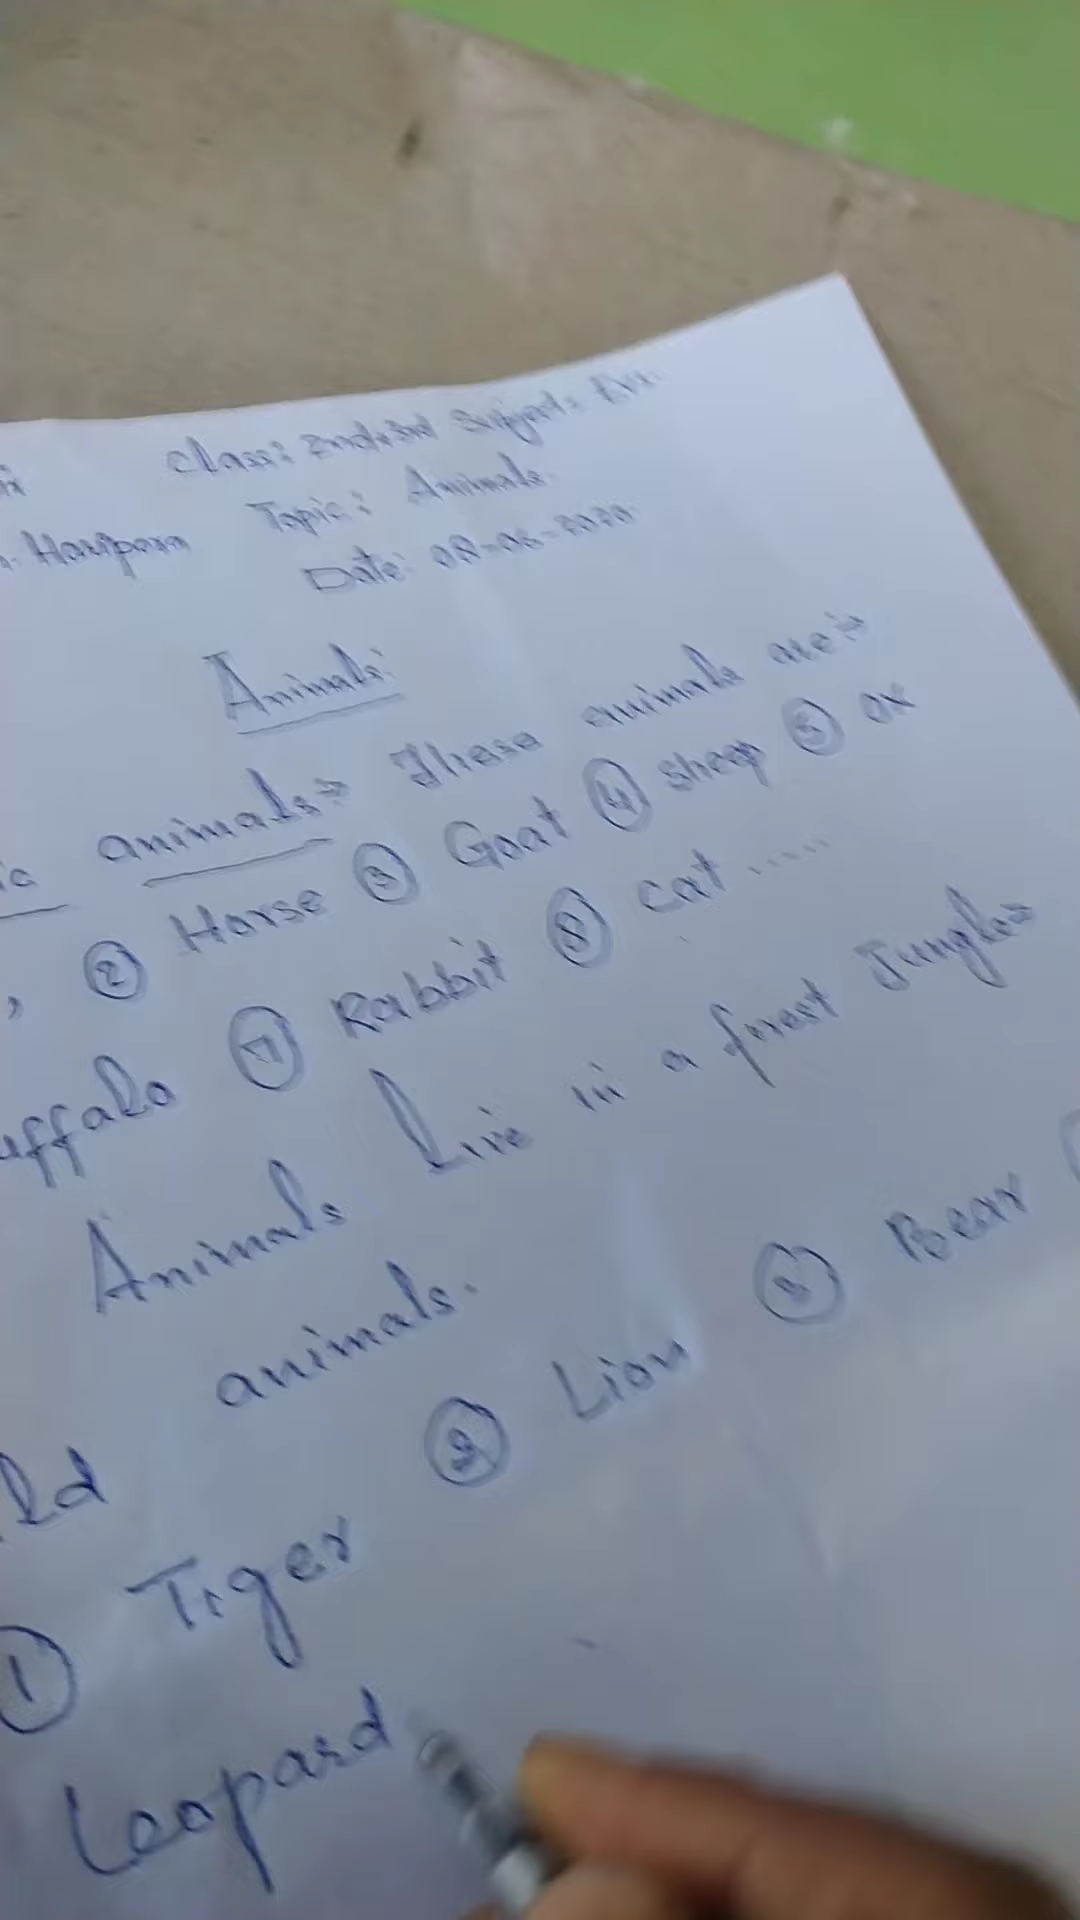 Class: 2nd, 3rd Subject:
Haripora Topic: Animals.
Date: 08-06-2020
Animals:
animals:- These animals are:-
, ② Horse ③ Goat ④ Sheep ⑤ Ox
uffalo ⑦ Rabbit ⑧ Cat .....
Animals Live in a forest Jungles
ld animals.
① Tiger ② Lion ③ Bear
Leopard